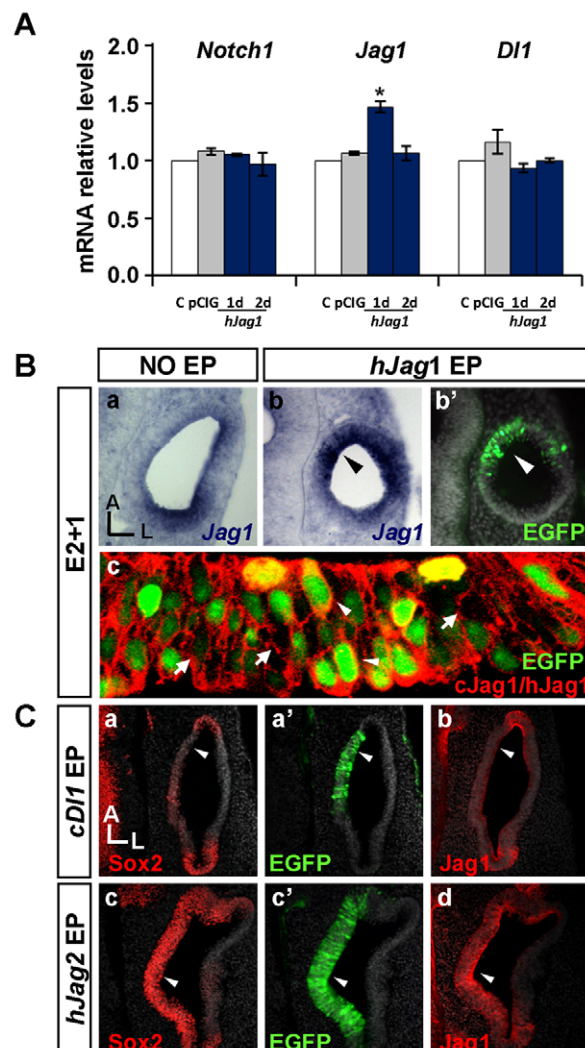 A
Notch1 Jag1 Dl1
mRNA relative levels
2.0
1.5
1.0
0.5
0.0
*
C pCIG 1d 2d C pCIG 1d 2d C pCIG 1d 2d
hJag1 hJag1 hJag1
B
NO EP hJag1 EP
E2+1
a b b’
A
L
Jag1 Jag1 EGFP
c
EGFP
cJag1/hJag1
C
cDl1 EP
a a’ b
A
L
Sox2 EGFP Jag1
hJag2 EP
c c’ d
Sox2 EGFP Jag1